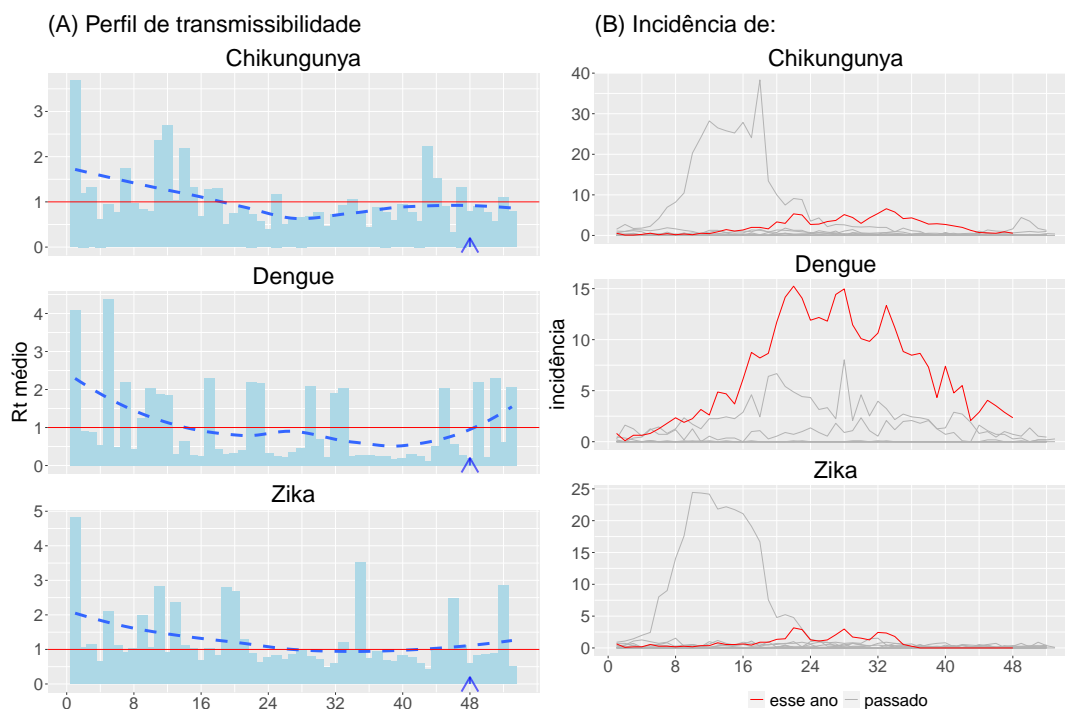 (A) Perfil de transmissibilidade
Chikungunya
3
2
1
0
Dengue
4
3
2
1
0
Rt médio
Zika
5
4
3
2
1
0
0 8 16 24 32 40 48
(B) Incidência de:
Chikungunya
40
30
20
10
0
Dengue
15
10
5
0
incidência
Zika
25
20
15
10
5
0
0 8 16 24 32 40 48
esse ano passado